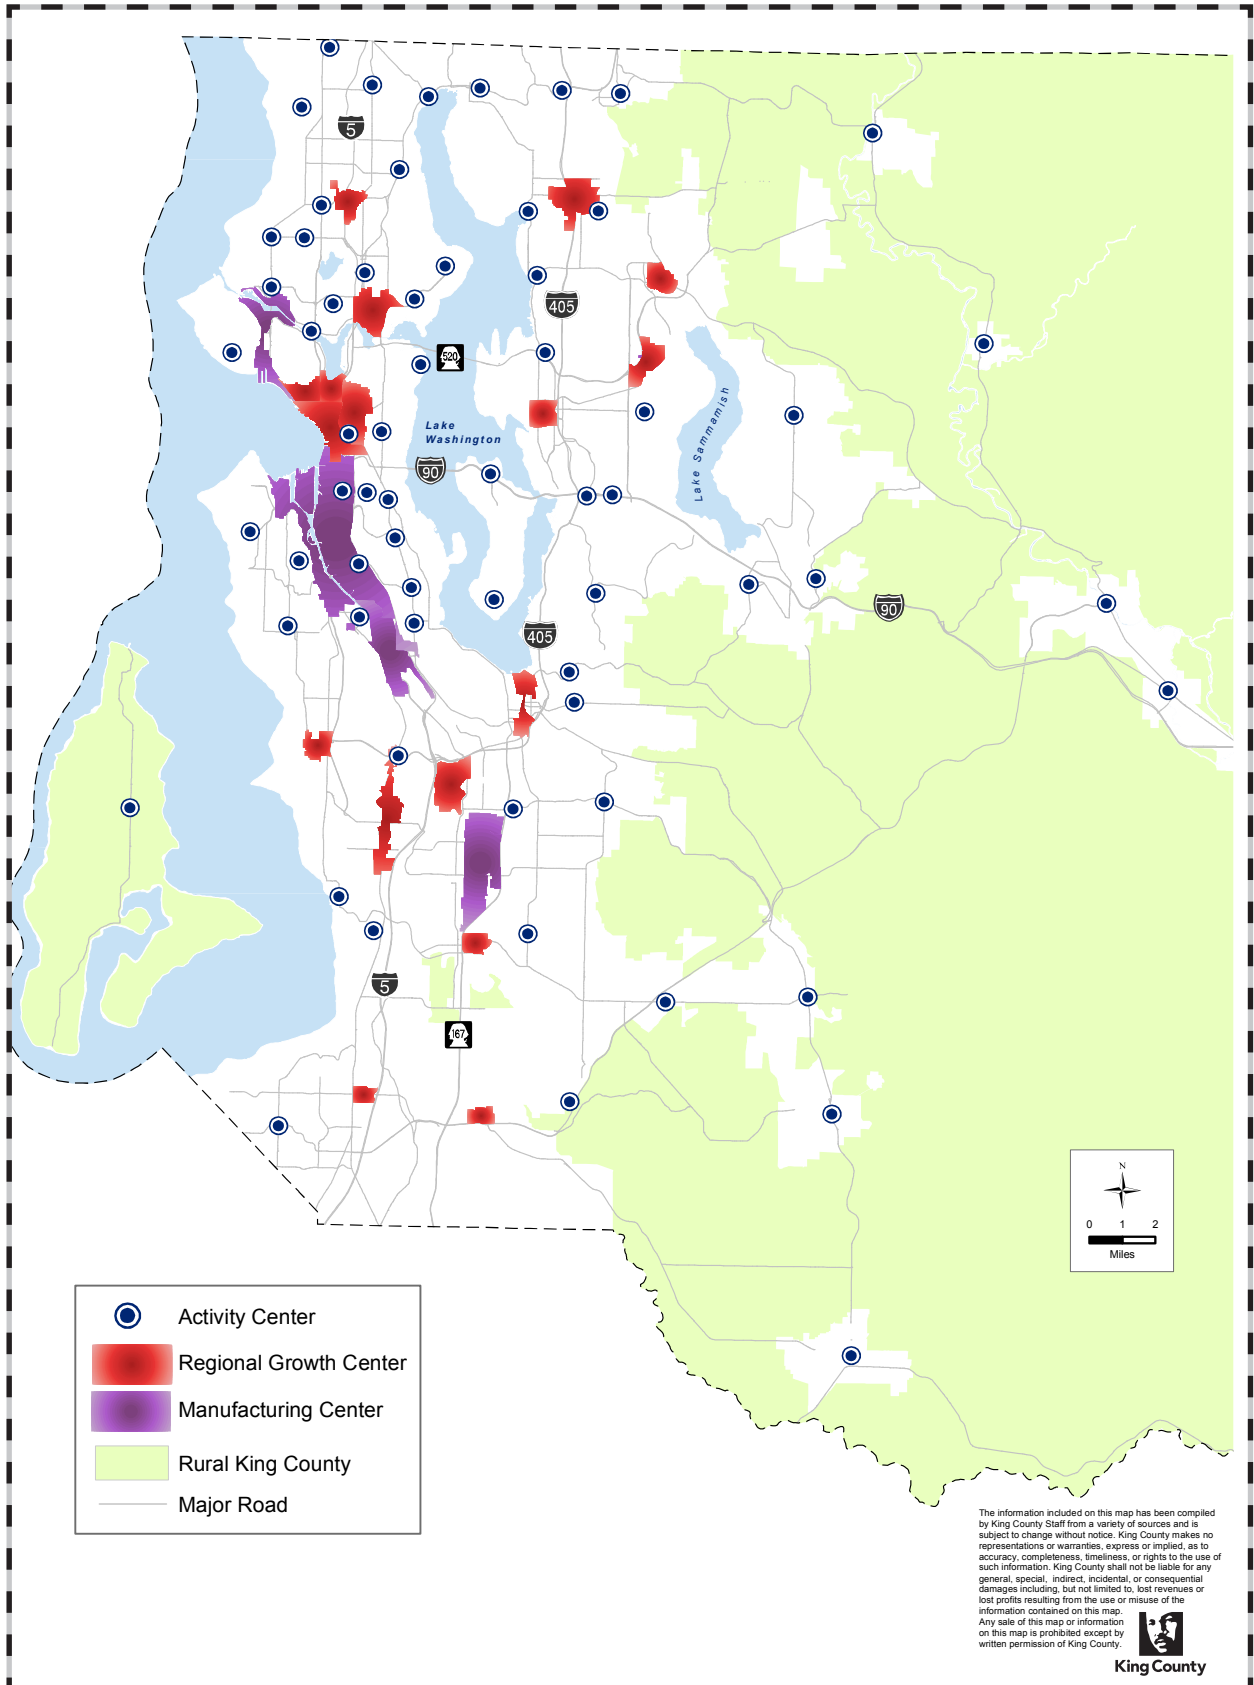 5
405
520
Lake
Washington
90
Lake Sammamish
90
405
5
167
N
0 1 2
Miles
Activity Center
Regional Growth Center
Manufacturing Center
Rural King County
Major Road
The information included on this map has been compiled
by King County Staff from a variety of sources and is
subject to change without notice. King County makes no
representations or warranties, express or implied, as to
accuracy, completeness, timeliness, or rights to the use of
such information. King County shall not be liable for any
general, special, indirect, incidental, or consequential
damages including, but not limited to, lost revenues or
lost profits resulting from the use or misuse of the
information contained on this map.
Any sale of this map or information
on this map is prohibited except by
written permission of King County.
King County